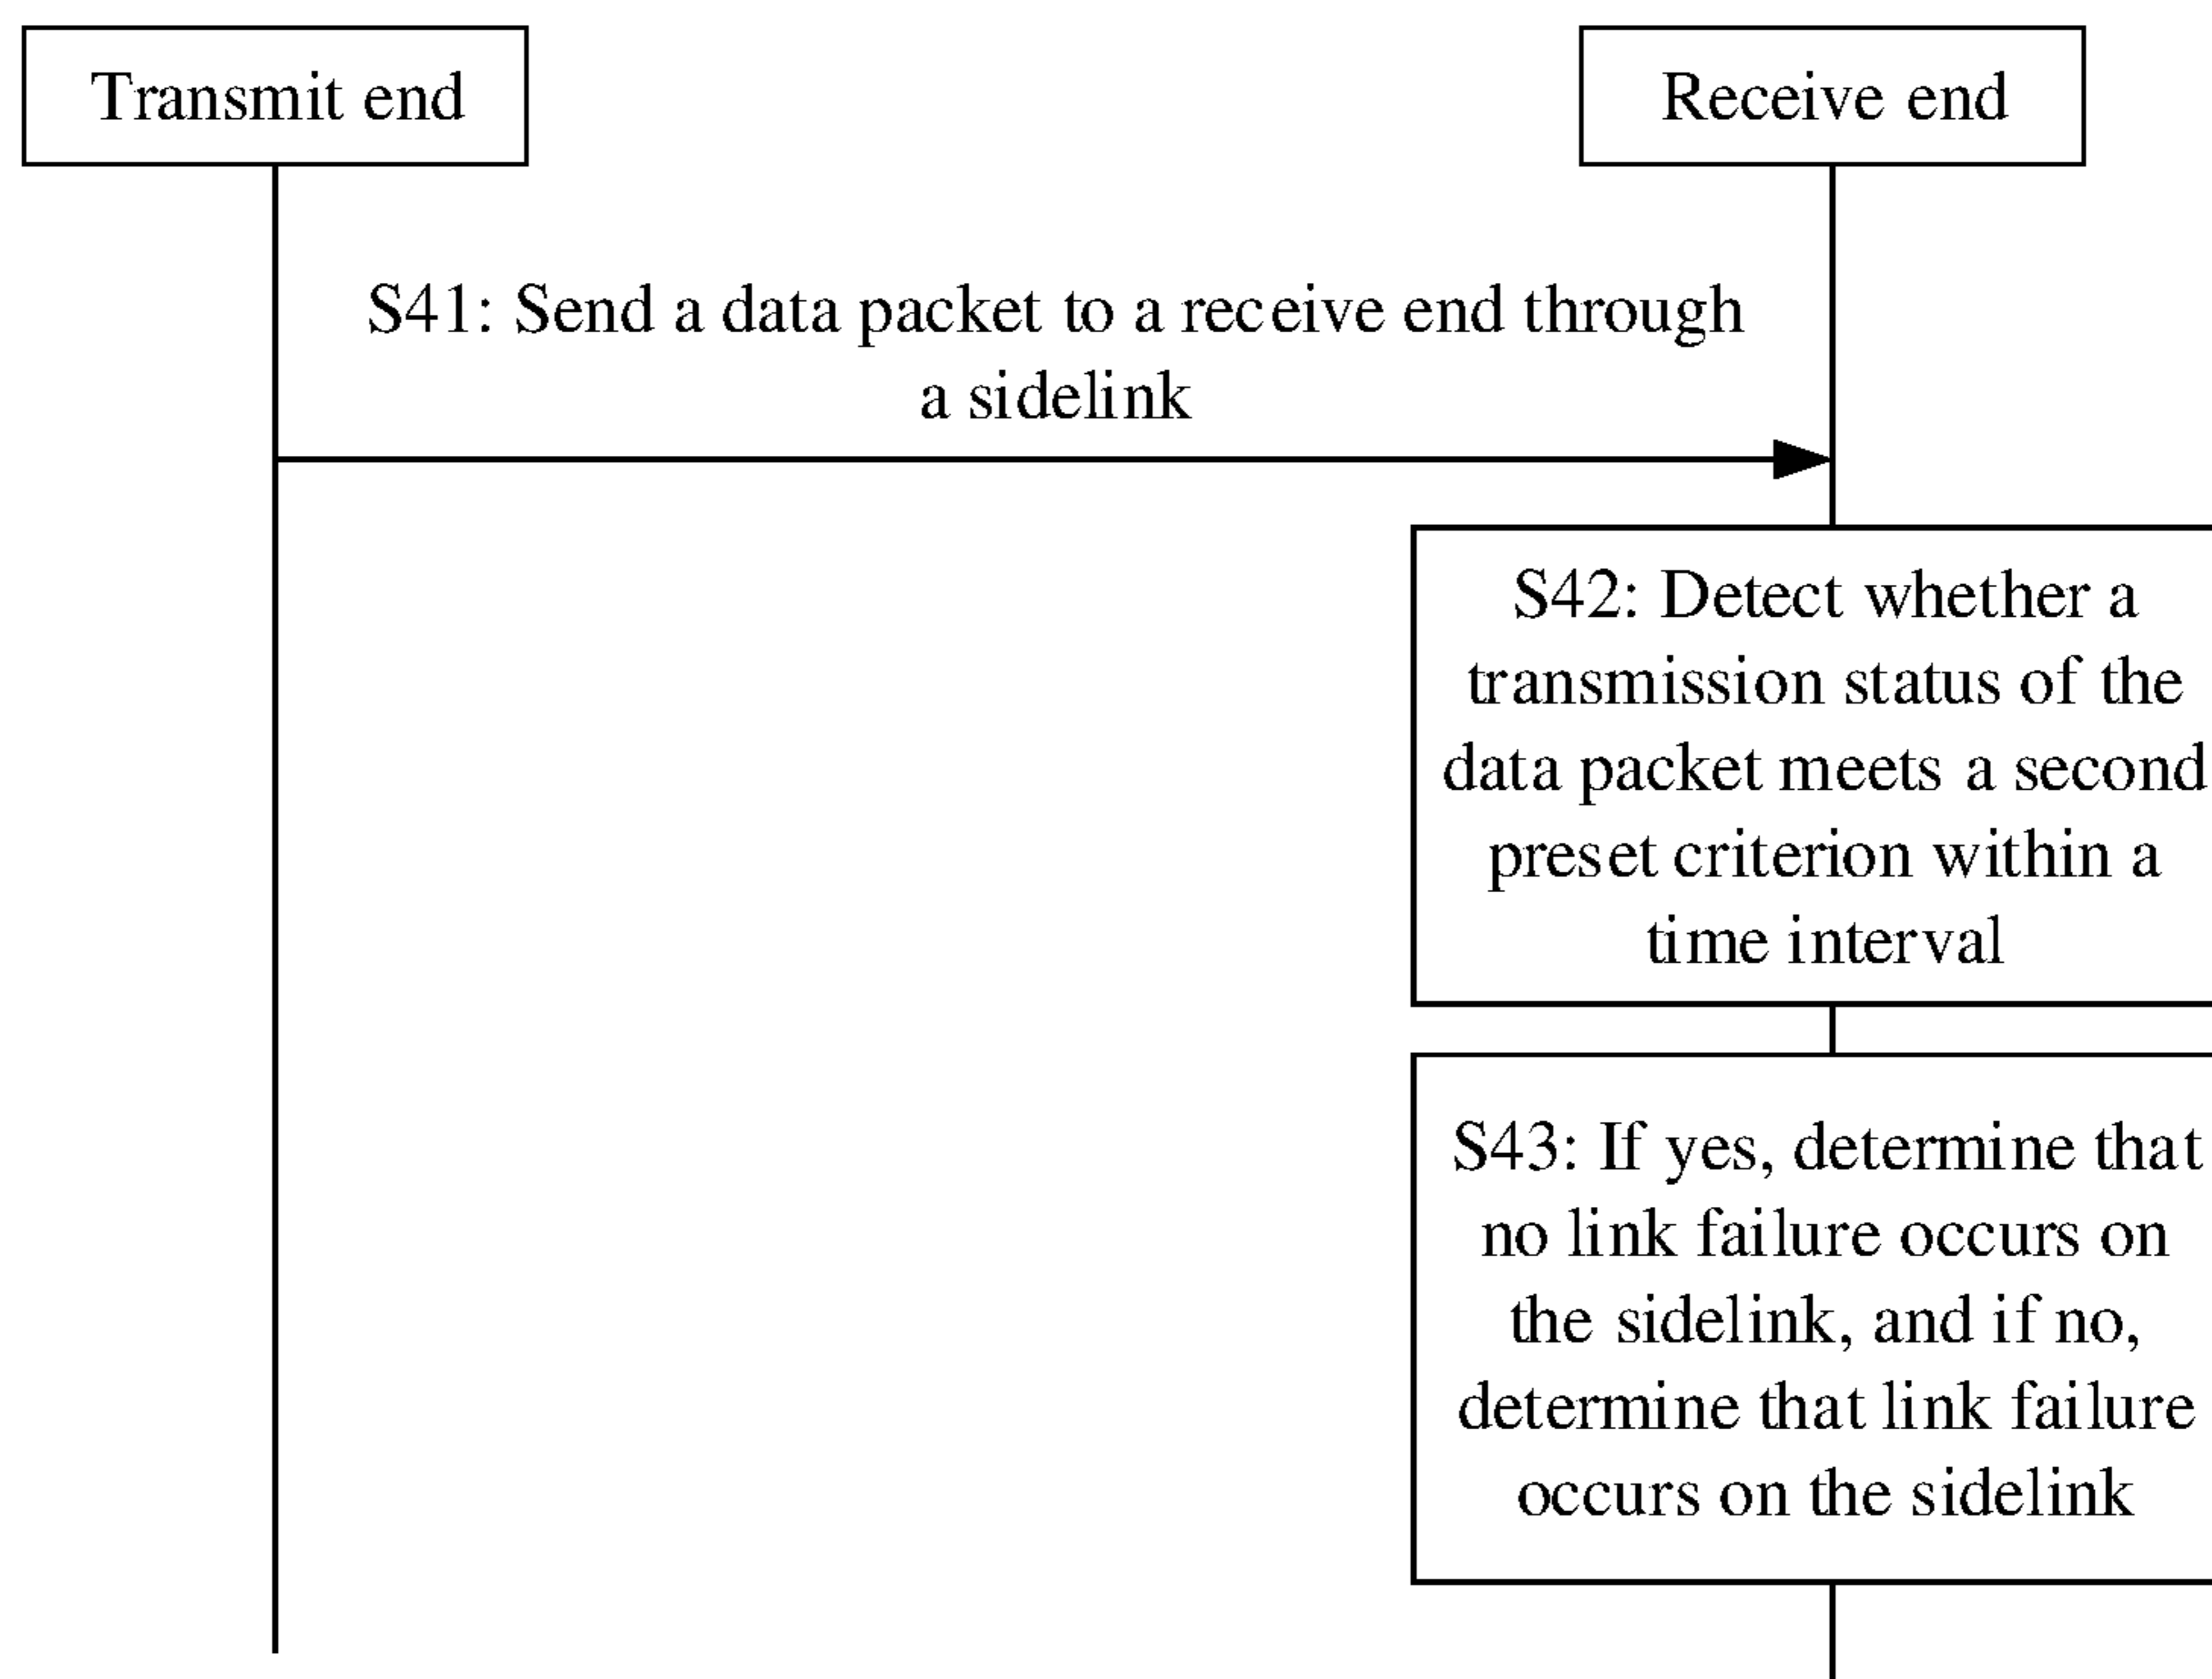 Transmit end
Receive end
S41: Send a data packet to a receive end through
a sidelink
S42: Detect whether a
transmission status of the
data packet meets a second
preset criterion within a
time interval
S43: If yes, determine that
no link failure occurs on
the sidelink, and if no,
determine that link failure
occurs on the sidelink